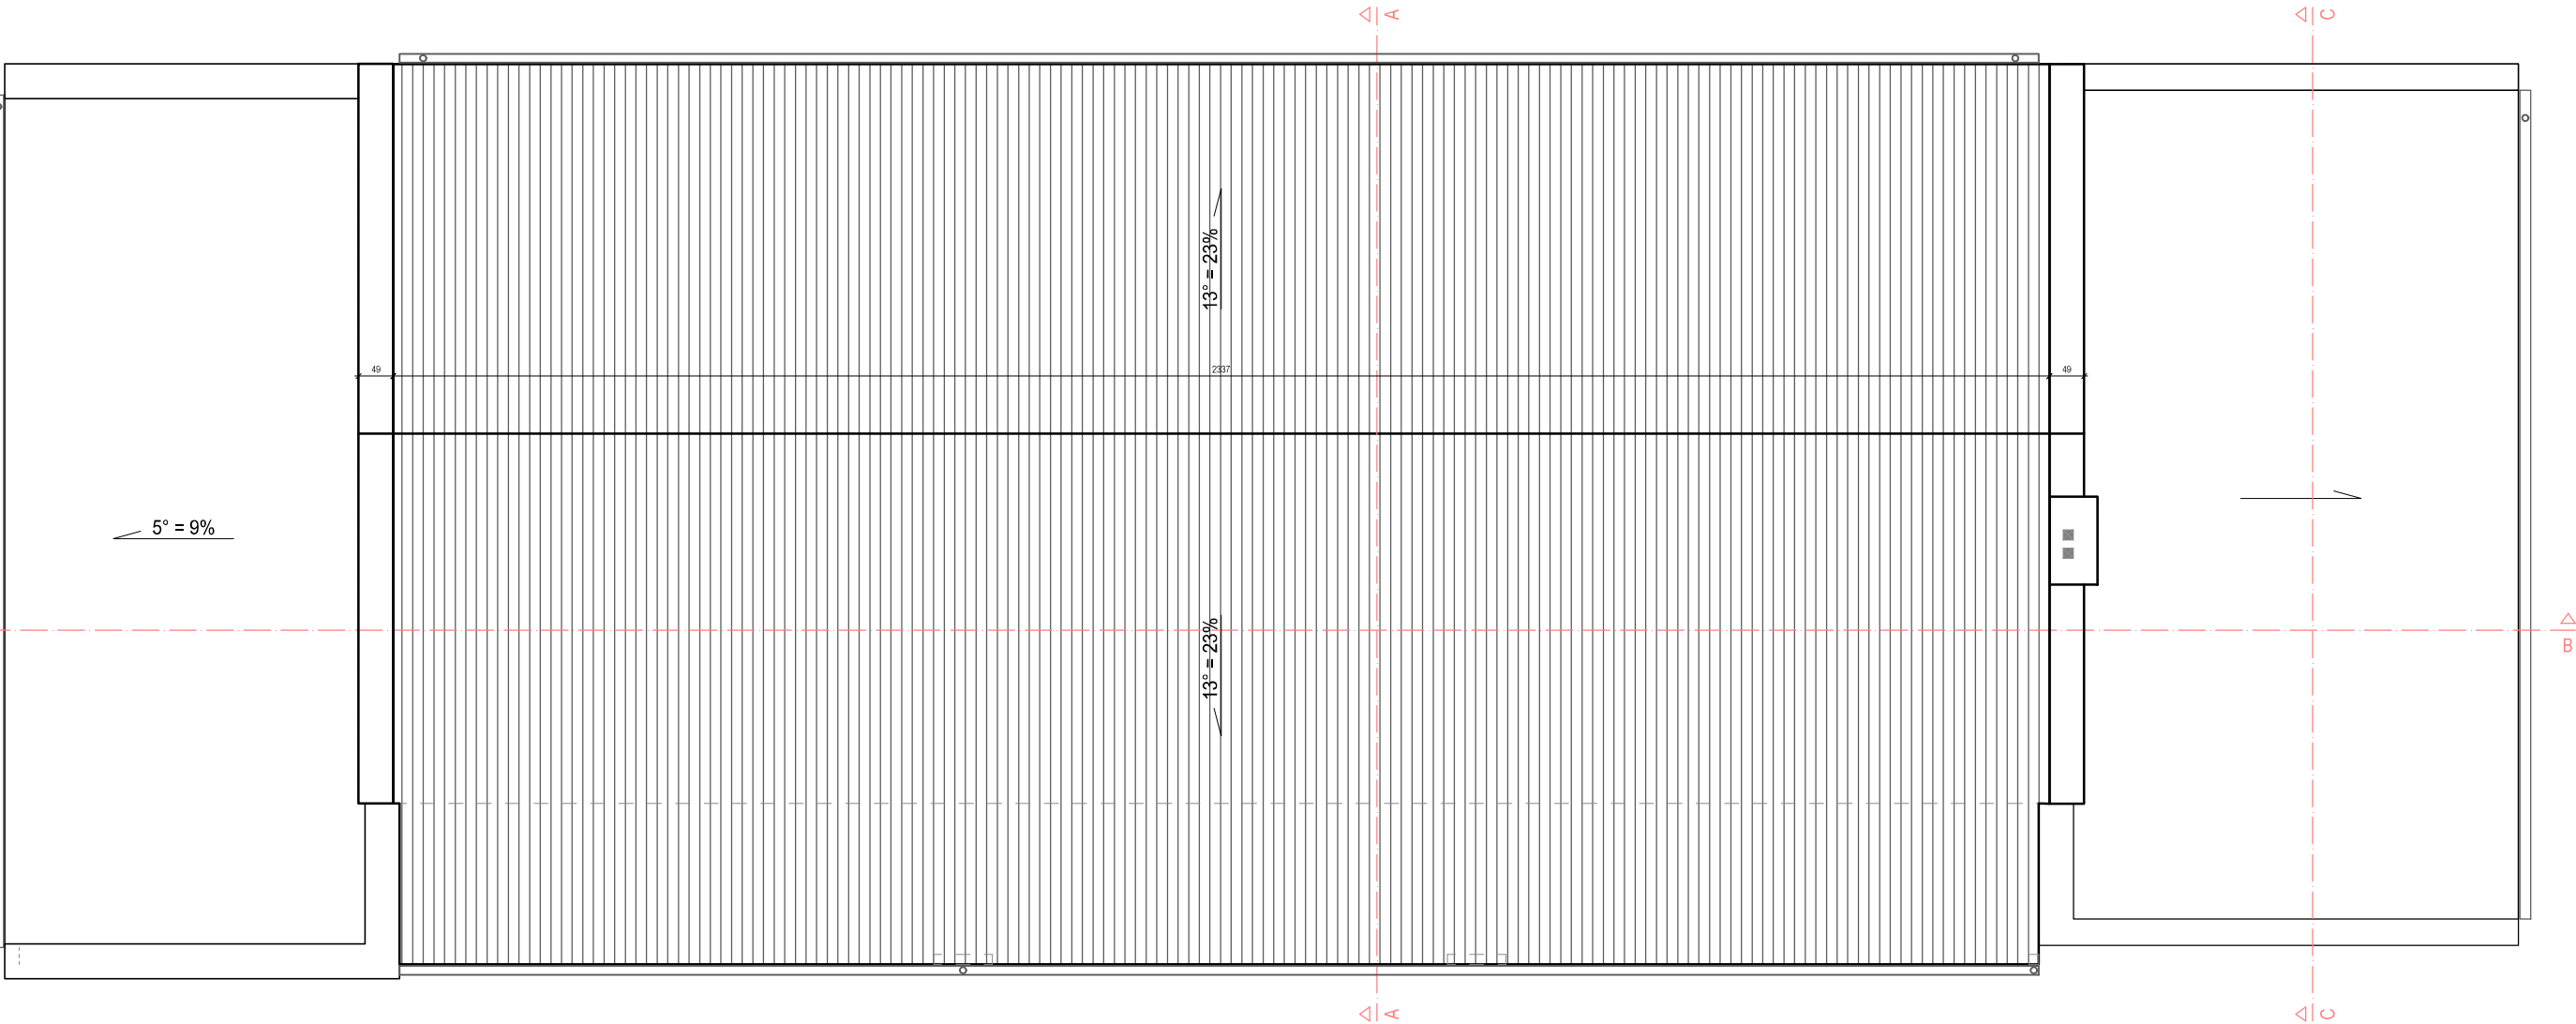 A
C
13° = 23%
49
2337
49
5° = 9%
13° = 23%
B
A
C